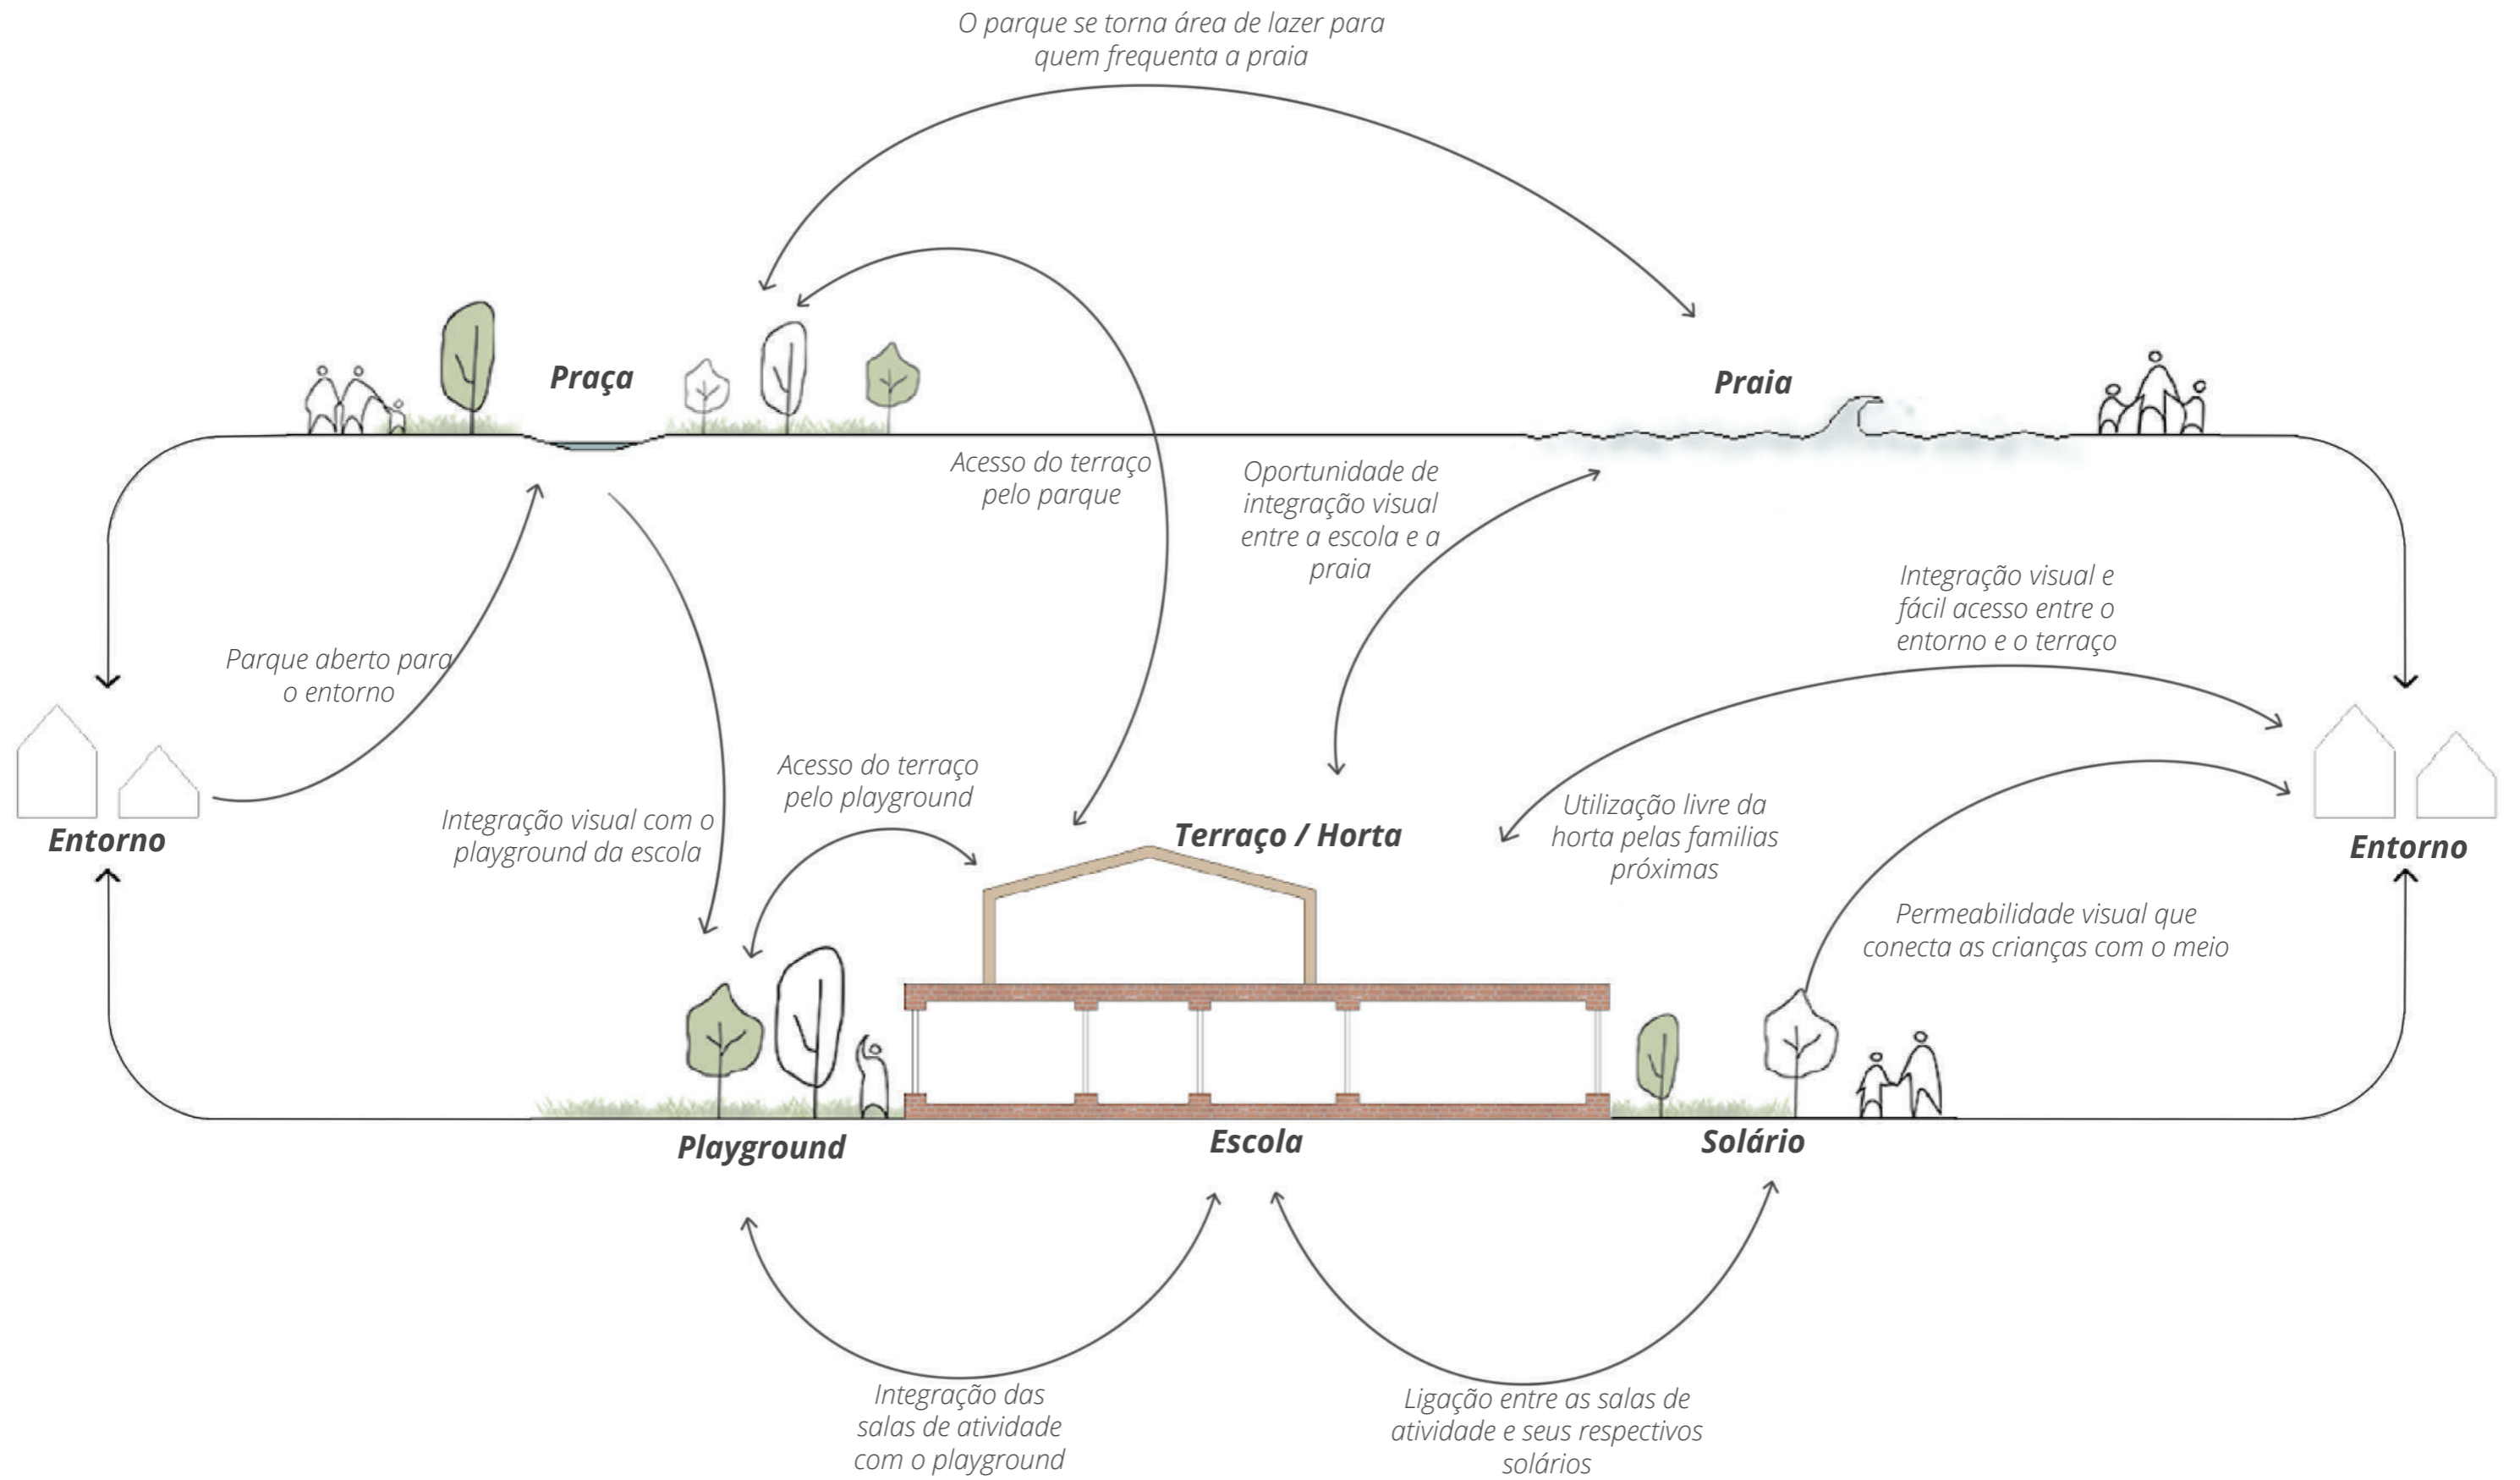 O parque se torna área de lazer para
quem frequenta a praia
Praça
Praia
Acesso do terraço
pelo parque
Oportunidade de
integração visual
entre a escola e a
praia
Integração visual e
fácil acesso entre o
entorno e o terraço
Parque aberto para
o entorno
Entorno
Integração visual com o
playground da escola
Acesso do terraço
pelo playground
Terraço / Horta
Utilização livre da
horta pelas familias
próximas
Entorno
Permeabilidade visual que
conecta as crianças com o meio
Playground
Escola
Solário
Integração das
salas de atividade
com o playground
Ligação entre as salas de
atividade e seus respectivos
solários